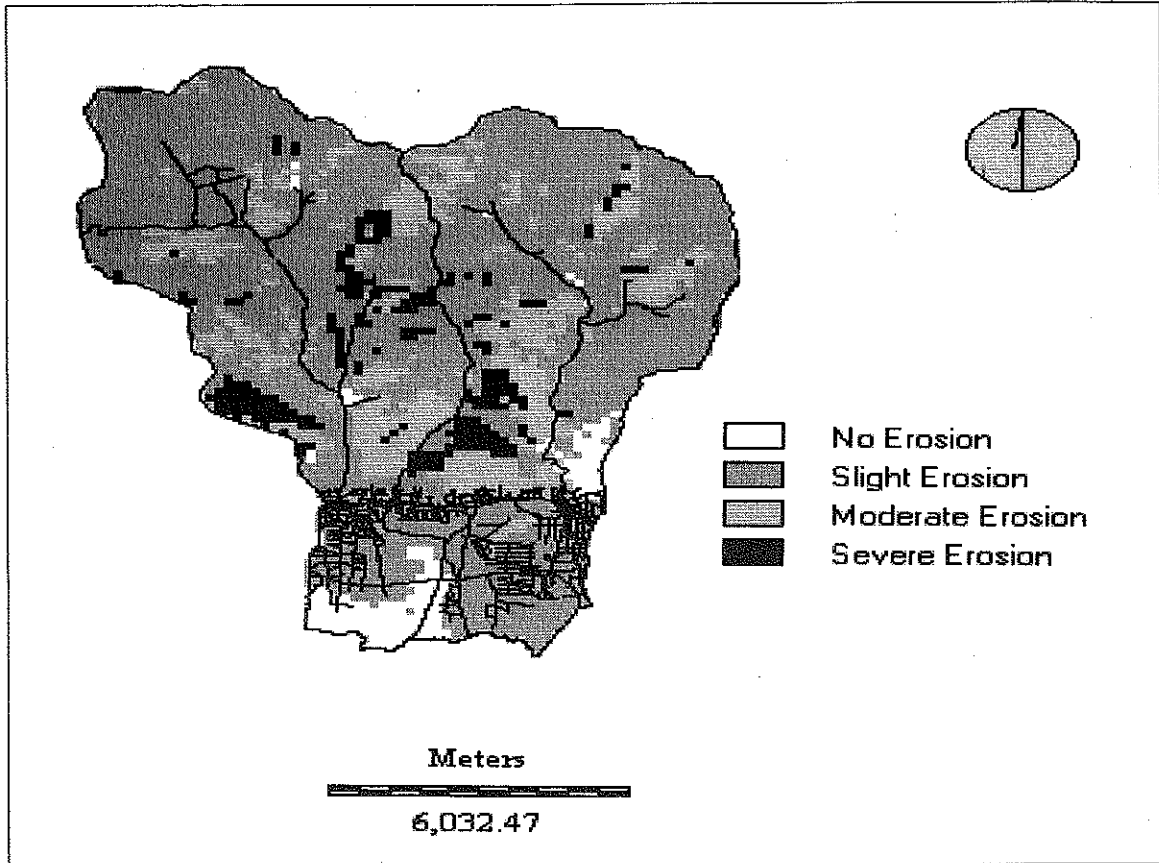 No Erosion
Slight Erosion
Moderate Erosion
Severe Erosion
Meters
6,032.47